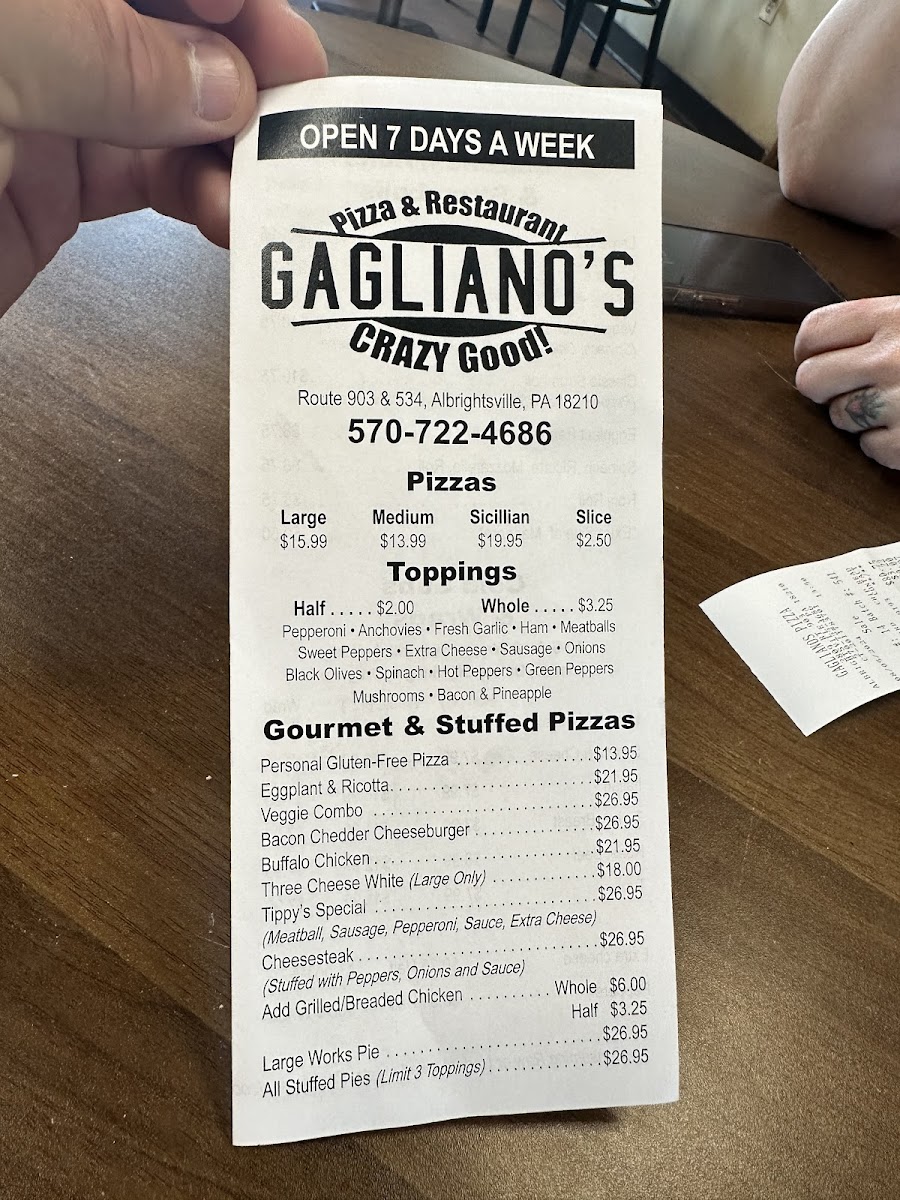 OPEN 7 DAYS A WEEK
Pizza & Restaurant
GAGLIANO'S
CRAZY Good!
Route 903 & 534, Albrightsville, PA 18210
570-722-4686
Pizzas
Large Medium Sicillian Slice
$15.99 $13.99 $19.95 $2.50
Toppings
Half ..... $2.00 Whole ..... $3.25
Pepperoni • Anchovies • Fresh Garlic • Ham • Meatballs
Sweet Peppers • Extra Cheese • Sausage • Onions
Black Olives • Spinach • Hot Peppers • Green Peppers
Mushrooms • Bacon & Pineapple
Gourmet & Stuffed Pizzas
Personal Gluten-Free Pizza ................. $13.95
Eggplant & Ricotta ......................... $21.95
Veggie Combo ........................... $26.95
Bacon Chedder Cheeseburger ............... $26.95
Buffalo Chicken ........................... $21.95
Three Cheese White (Large Only) ............. $18.00
Tippy's Special ........................... $26.95
(Meatball, Sausage, Pepperoni, Sauce, Extra Cheese)
Cheesesteak ............................. $26.95
(Stuffed with Peppers, Onions and Sauce)
Add Grilled/Breaded Chicken .......... Whole $6.00
Half $3.25
Large Works Pie .......................... $26.95
All Stuffed Pies (Limit 3 Toppings) .............. $26.95
GAGLIANOS PIZZA